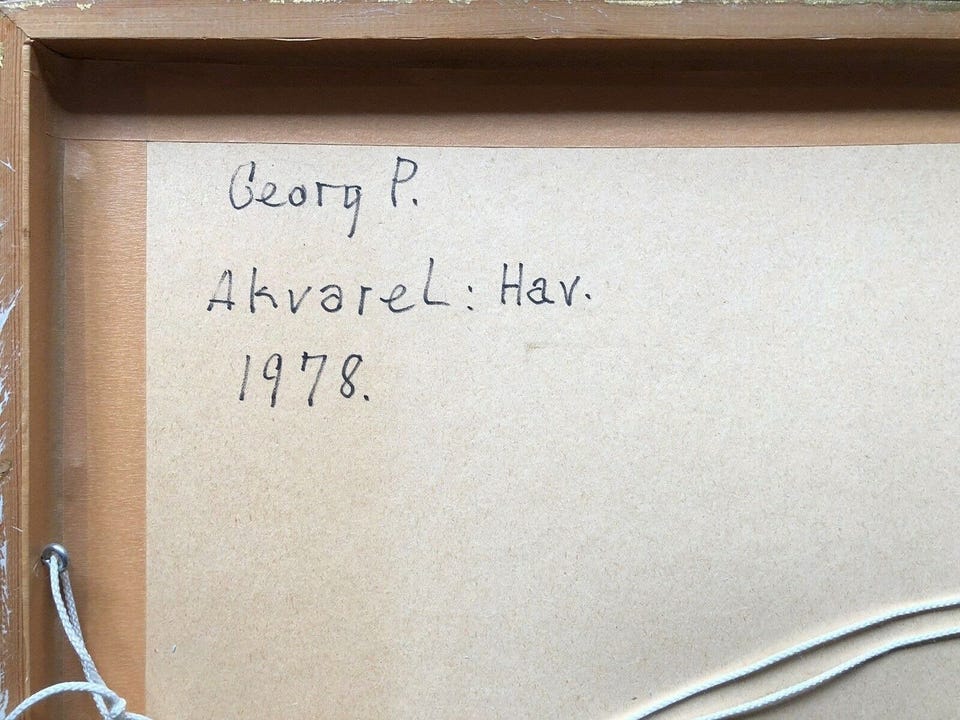 Georg P.
Akvarel: Hav.
1978.